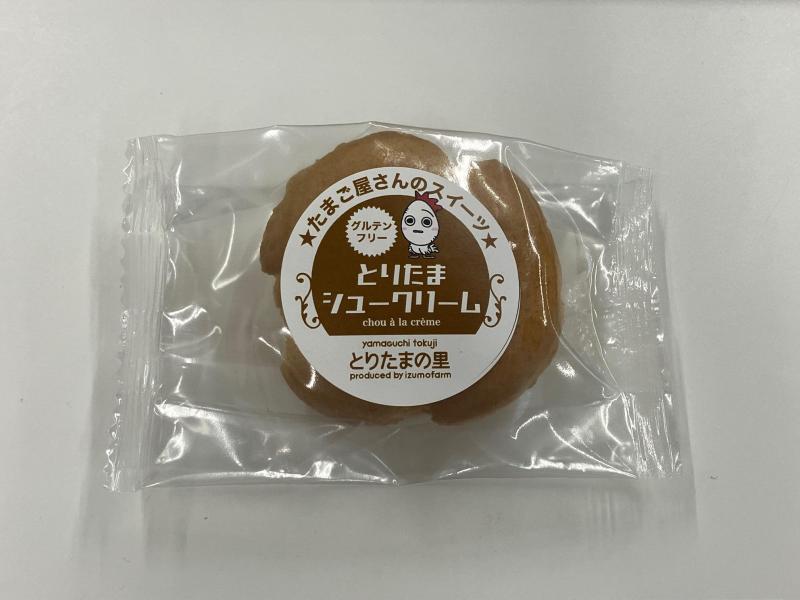 ★たまご屋さんのスイーツ★
グルテン
フリー
とりたま
シュークリーム
chou à la crème
yamaguchi tokuji
とりたまの里
produced by izumofarm